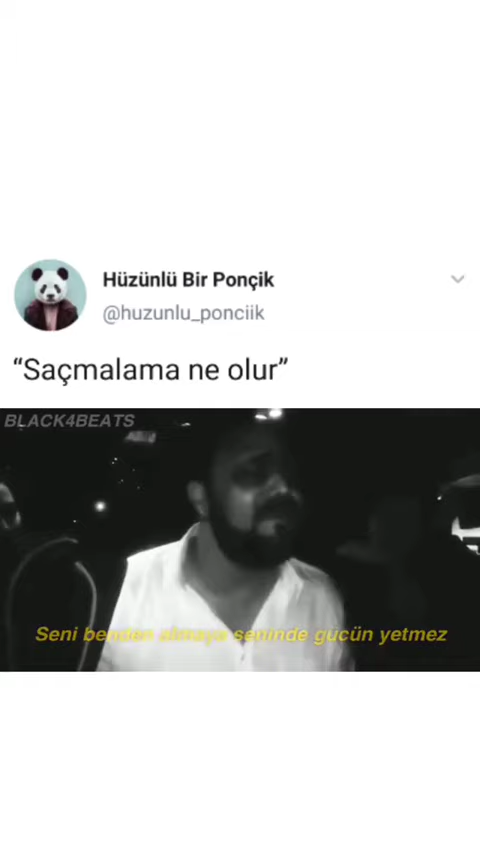 Hüzünlü Bir Ponçik
@huzunlu_ponciik
“Saçmalama ne olur”
BLACK4BEATS
Seni benden almaya seninde gücün yetmez